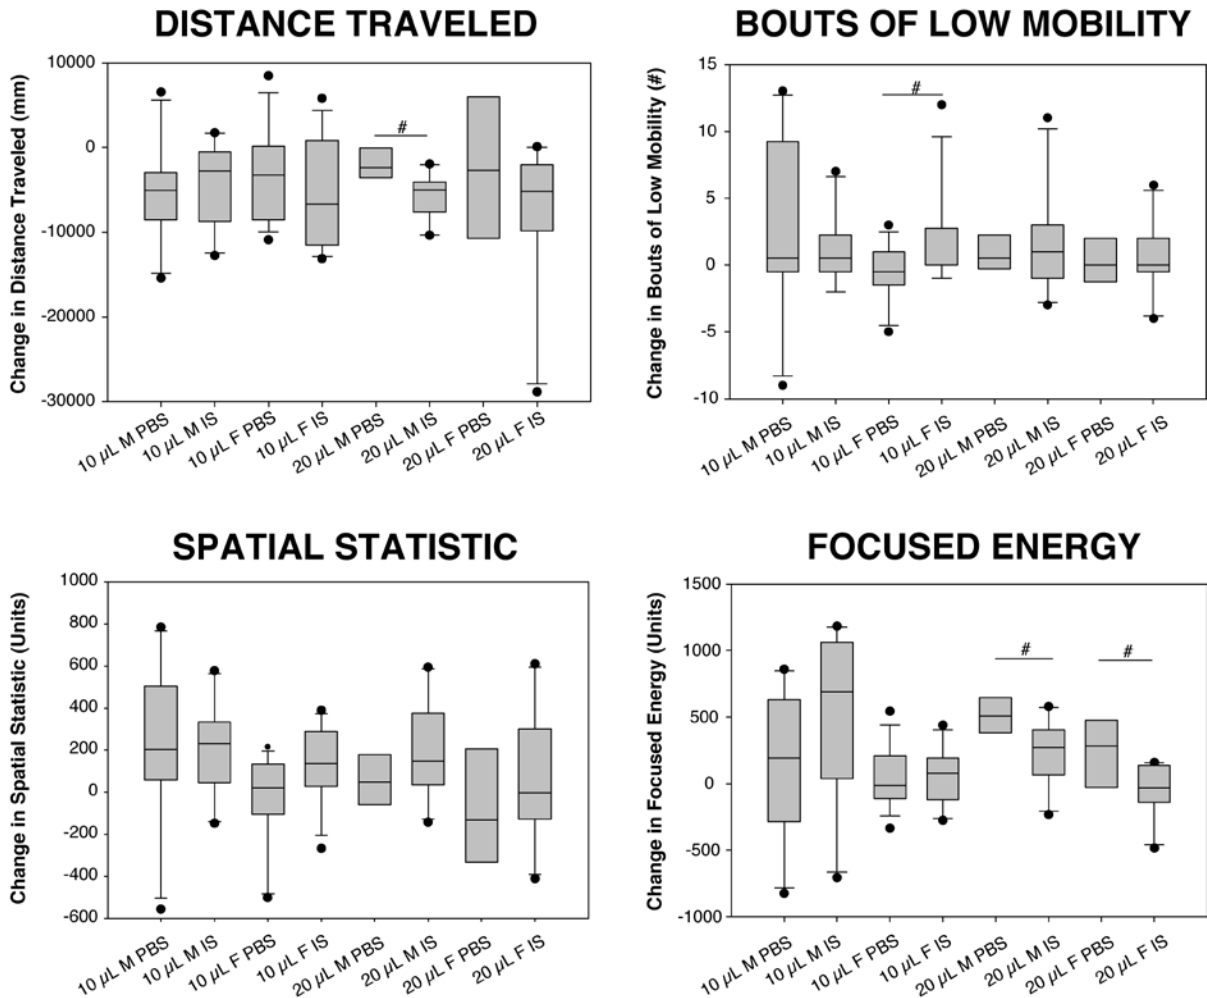 DISTANCE TRAVELED
Change in Distance Traveled (mm)
10000
0
-10000
-20000
-30000
#
10 µL M PBS
10 µL M IS
10 µL F PBS
10 µL F IS
20 µL M PBS
20 µL M IS
20 µL F PBS
20 µL F IS
BOUTS OF LOW MOBILITY
Change in Bouts of Low Mobility (#)
15
10
5
0
-5
-10
#
10 µL M PBS
10 µL M IS
10 µL F PBS
10 µL F IS
20 µL M PBS
20 µL M IS
20 µL F PBS
20 µL F IS
SPATIAL STATISTIC
Change in Spatial Statistic (Units)
1000
800
600
400
200
0
-200
-400
-600
10 µL M PBS
10 µL M IS
10 µL F PBS
10 µL F IS
20 µL M PBS
20 µL M IS
20 µL F PBS
20 µL F IS
FOCUSED ENERGY
Change in Focused Energy (Units)
1500
1000
500
0
-500
-1000
#
#
10 µL M PBS
10 µL M IS
10 µL F PBS
10 µL F IS
20 µL M PBS
20 µL M IS
20 µL F PBS
20 µL F IS